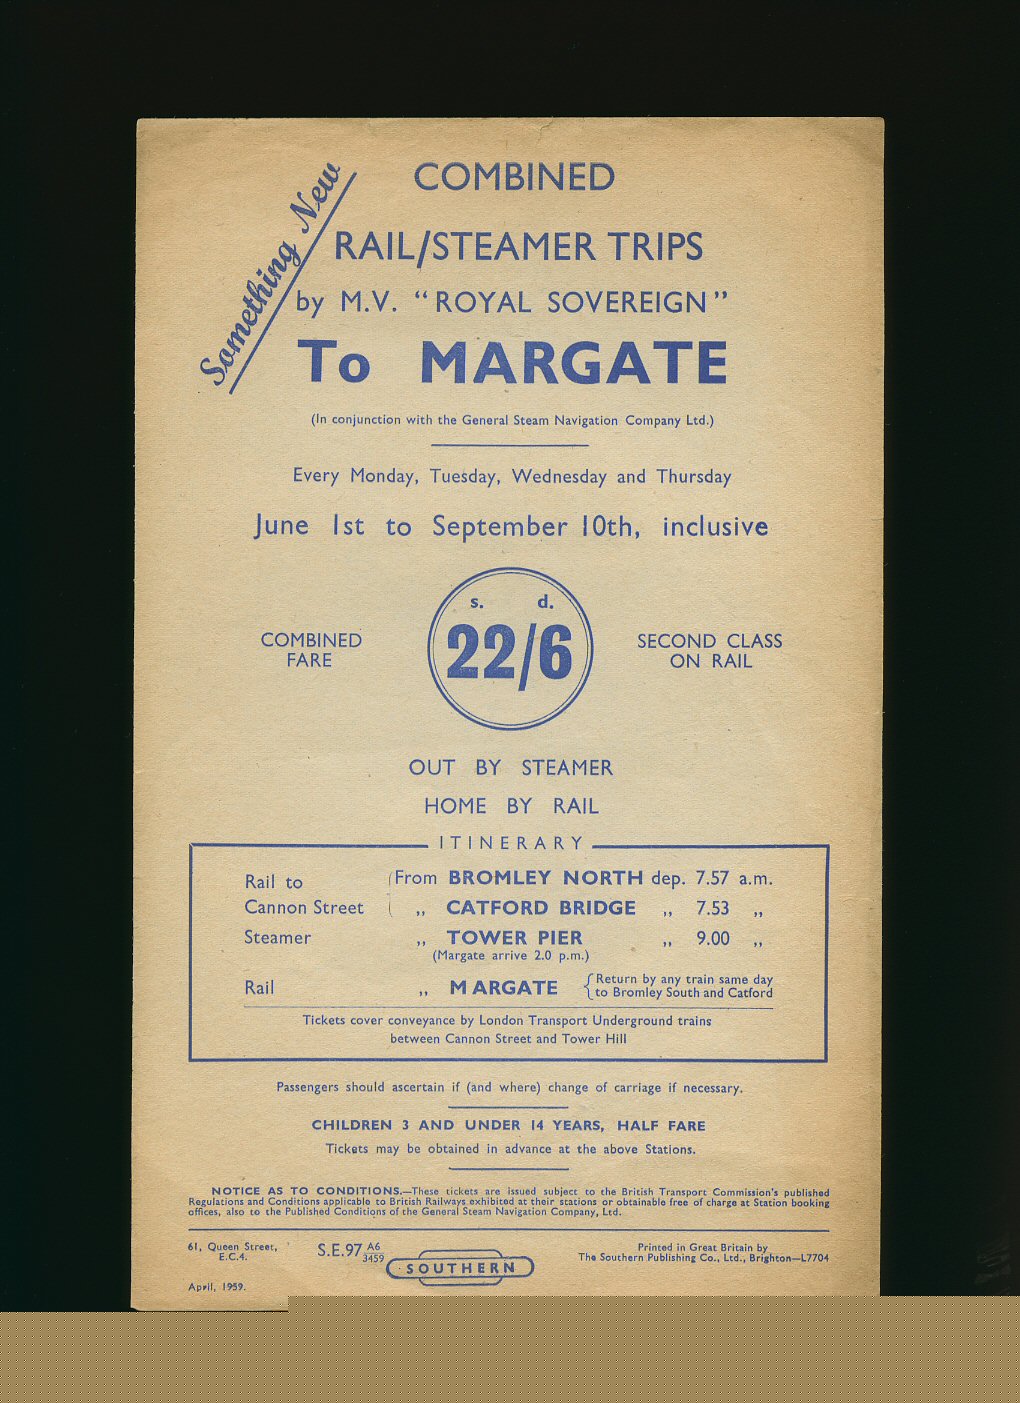 Something New
COMBINED
RAIL/STEAMER TRIPS
by M.V. “ROYAL SOVEREIGN”
To MARGATE
(In conjunction with the General Steam Navigation Company Ltd.)
Every Monday, Tuesday, Wednesday and Thursday
June 1st to September 10th, inclusive
s. d.
COMBINED FARE
22/6
SECOND CLASS ON RAIL
OUT BY STEAMER
HOME BY RAIL
ITINERARY
Rail to From BROMLEY NORTH dep. 7.57 a.m.
Cannon Street ,, CATFORD BRIDGE ,, 7.53 ,,
Steamer ,, TOWER PIER ,, 9.00 ,,
(Margate arrive 2.0 p.m.)
Rail ,, MARGATE {Return by any train same day
to Bromley South and Catford
Tickets cover conveyance by London Transport Underground trains
between Cannon Street and Tower Hill
Passengers should ascertain if (and where) change of carriage if necessary.
CHILDREN 3 AND UNDER 14 YEARS, HALF FARE
Tickets may be obtained in advance at the above Stations.
NOTICE AS TO CONDITIONS.—These tickets are issued subject to the British Transport Commission's published
Regulations and Conditions applicable to British Railways exhibited at their stations or obtainable free of charge at Station booking
offices, also to the Published Conditions of the General Steam Navigation Company, Ltd.
61, Queen Street,
E.C.4.
April, 1959.
S.E.97 A6
3459
SOUTHERN
Printed in Great Britain by
The Southern Publishing Co., Ltd., Brighton—L7704